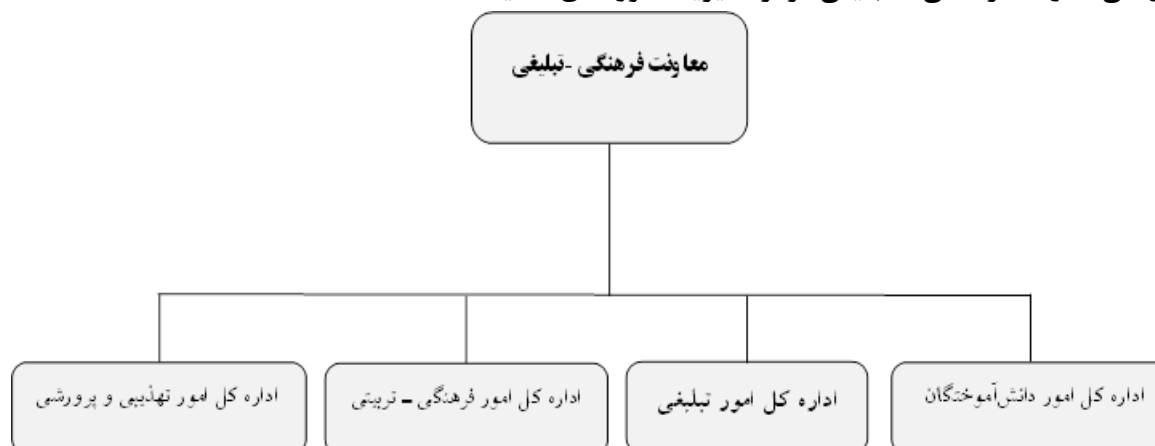 معاونت فرهنگی -تبلیغی
اداره کل امور دانش‌آموختگان
اداره کل امور تبلیغی
اداره کل امور فرهنگی – تربیتی
اداره کل امور تهذیبی و پرورشی